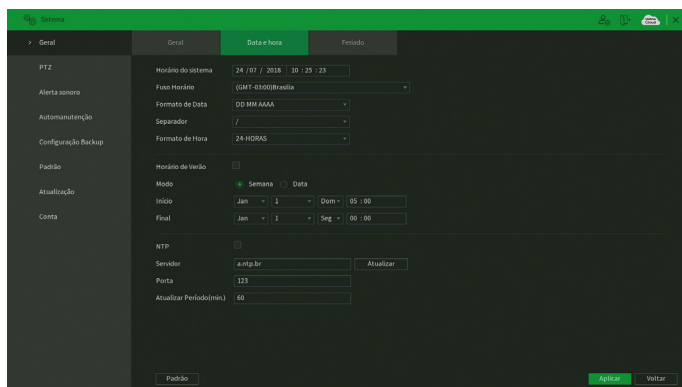 Sistema
Geral
PTZ
Alerta sonoro
Automanutenção
Configuração Backup
Padrão
Atualização
Conta
Geral Data e hora Feriado
Horário do sistema 24 / 07 / 2018 10 : 25 : 23
Fuso Horário (GMT-03:00)Brasilia
Formato de Data DD MM AAAA
Separador /
Formato de Hora 24-HORAS
Horário de Verão
Modo Semana Data
Início Jan 1 Dom 05 : 00
Final Jan 1 Seg 00 : 00
NTP
Servidor a.ntp.br Atualizar
Porta 123
Atualizar Período(min.) 60
Padrão Aplicar Voltar